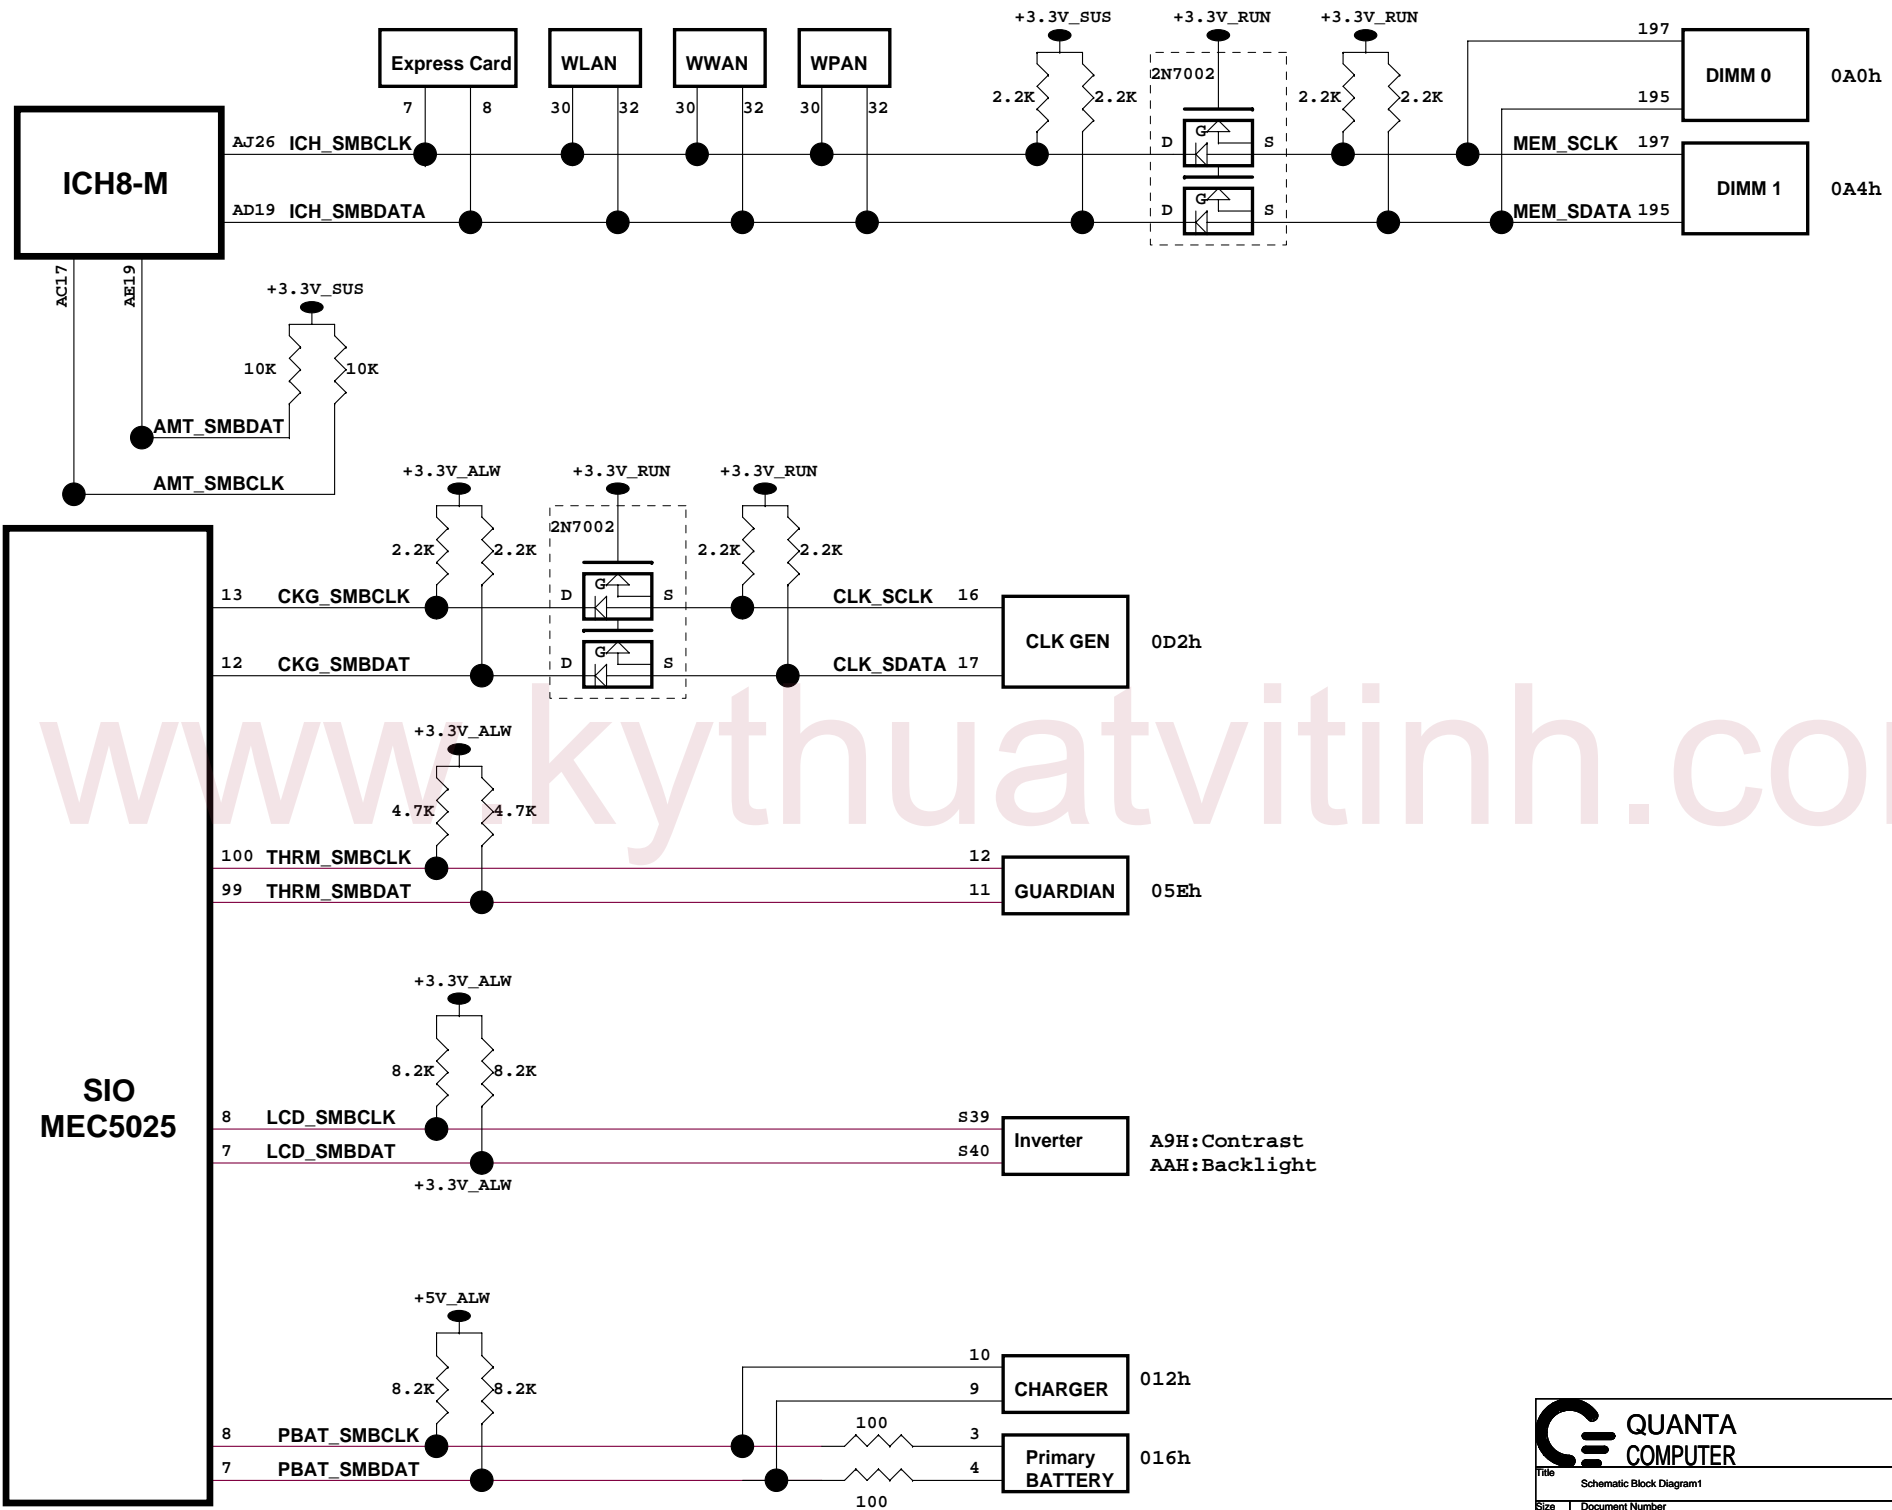 +3.3V_SUS +3.3V_RUN +3.3V_RUN
Express Card WLAN WWAN WPAN
7 8 30 32 30 32 30 32
2.2K 2.2K 2N7002 2.2K 2.2K
197
DIMM 0 0A0h
195
ICH8-M
AJ26 ICH_SMBCLK D G S MEM_SCLK 197
DIMM 1 0A4h
AD19 ICH_SMBDATA D G S MEM_SDATA 195
AC17 AE19
+3.3V_SUS
10K 10K
AMT_SMBDAT
AMT_SMBCLK
+3.3V_ALW +3.3V_RUN +3.3V_RUN
2N7002
2.2K 2.2K 2.2K 2.2K
13 CKG_SMBCLK D G S CLK_SCLK 16
CLK GEN 0D2h
12 CKG_SMBDAT D G S CLK_SDATA 17
www.kythuatvitinh.co
+3.3V_ALW
4.7K 4.7K
100 THRM_SMBCLK 12
99 THRM_SMBDAT 11
GUARDIAN 05Eh
+3.3V_ALW
8.2K 8.2K
SIO
MEC5025
8 LCD_SMBCLK S39
7 LCD_SMBDAT S40
Inverter
A9H:Contrast
AAH:Backlight
+3.3V_ALW
+5V_ALW
8.2K 8.2K
10
9
CHARGER 012h
8 PBAT_SMBCLK 100 3
7 PBAT_SMBDAT 100 4
Primary
BATTERY
016h
QUANTA
COMPUTER
Title
Schematic Block Diagram1
Size Document Number